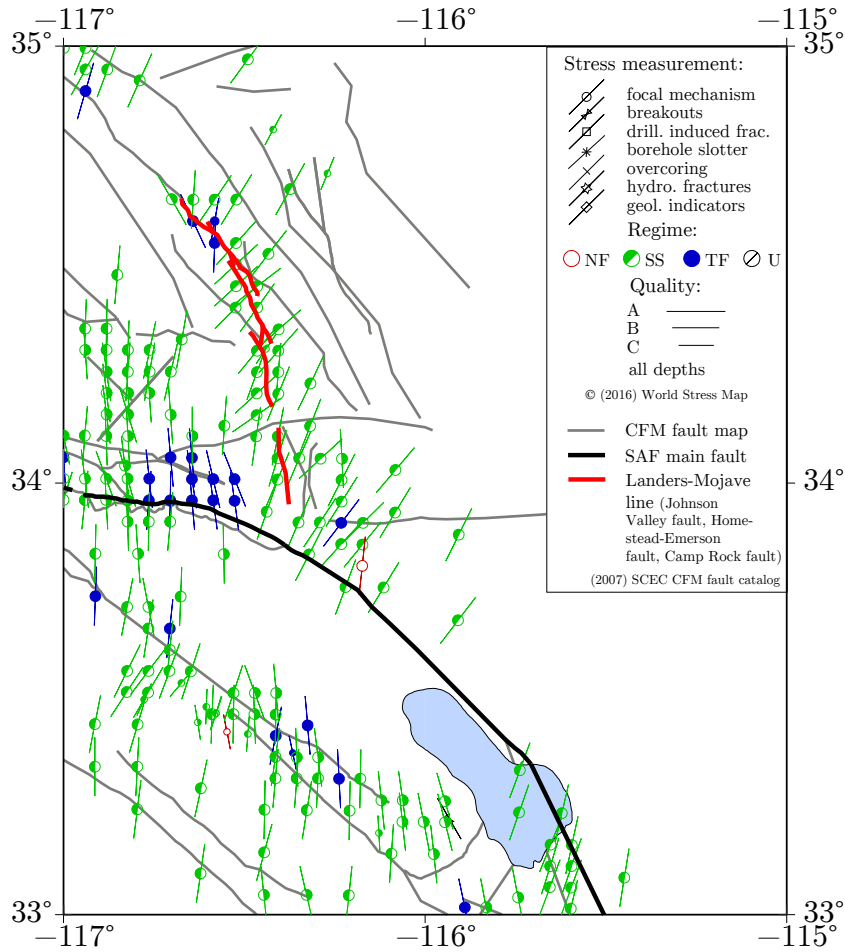 −117° −116° −115°
35° 35°
Stress measurement:
focal mechanism
breakouts
drill. induced frac.
borehole slotter
overcoring
hydro. fractures
geol. indicators
Regime:
NF SS TF U
Quality:
A
B
C
all depths
© (2016) World Stress Map
CFM fault map
SAF main fault
Landers-Mojave
line (Johnson
Valley fault, Home-
stead-Emerson
fault, Camp Rock fault)
(2007) SCEC CFM fault catalog
34° 34°
33° 33°
−117° −116° −115°